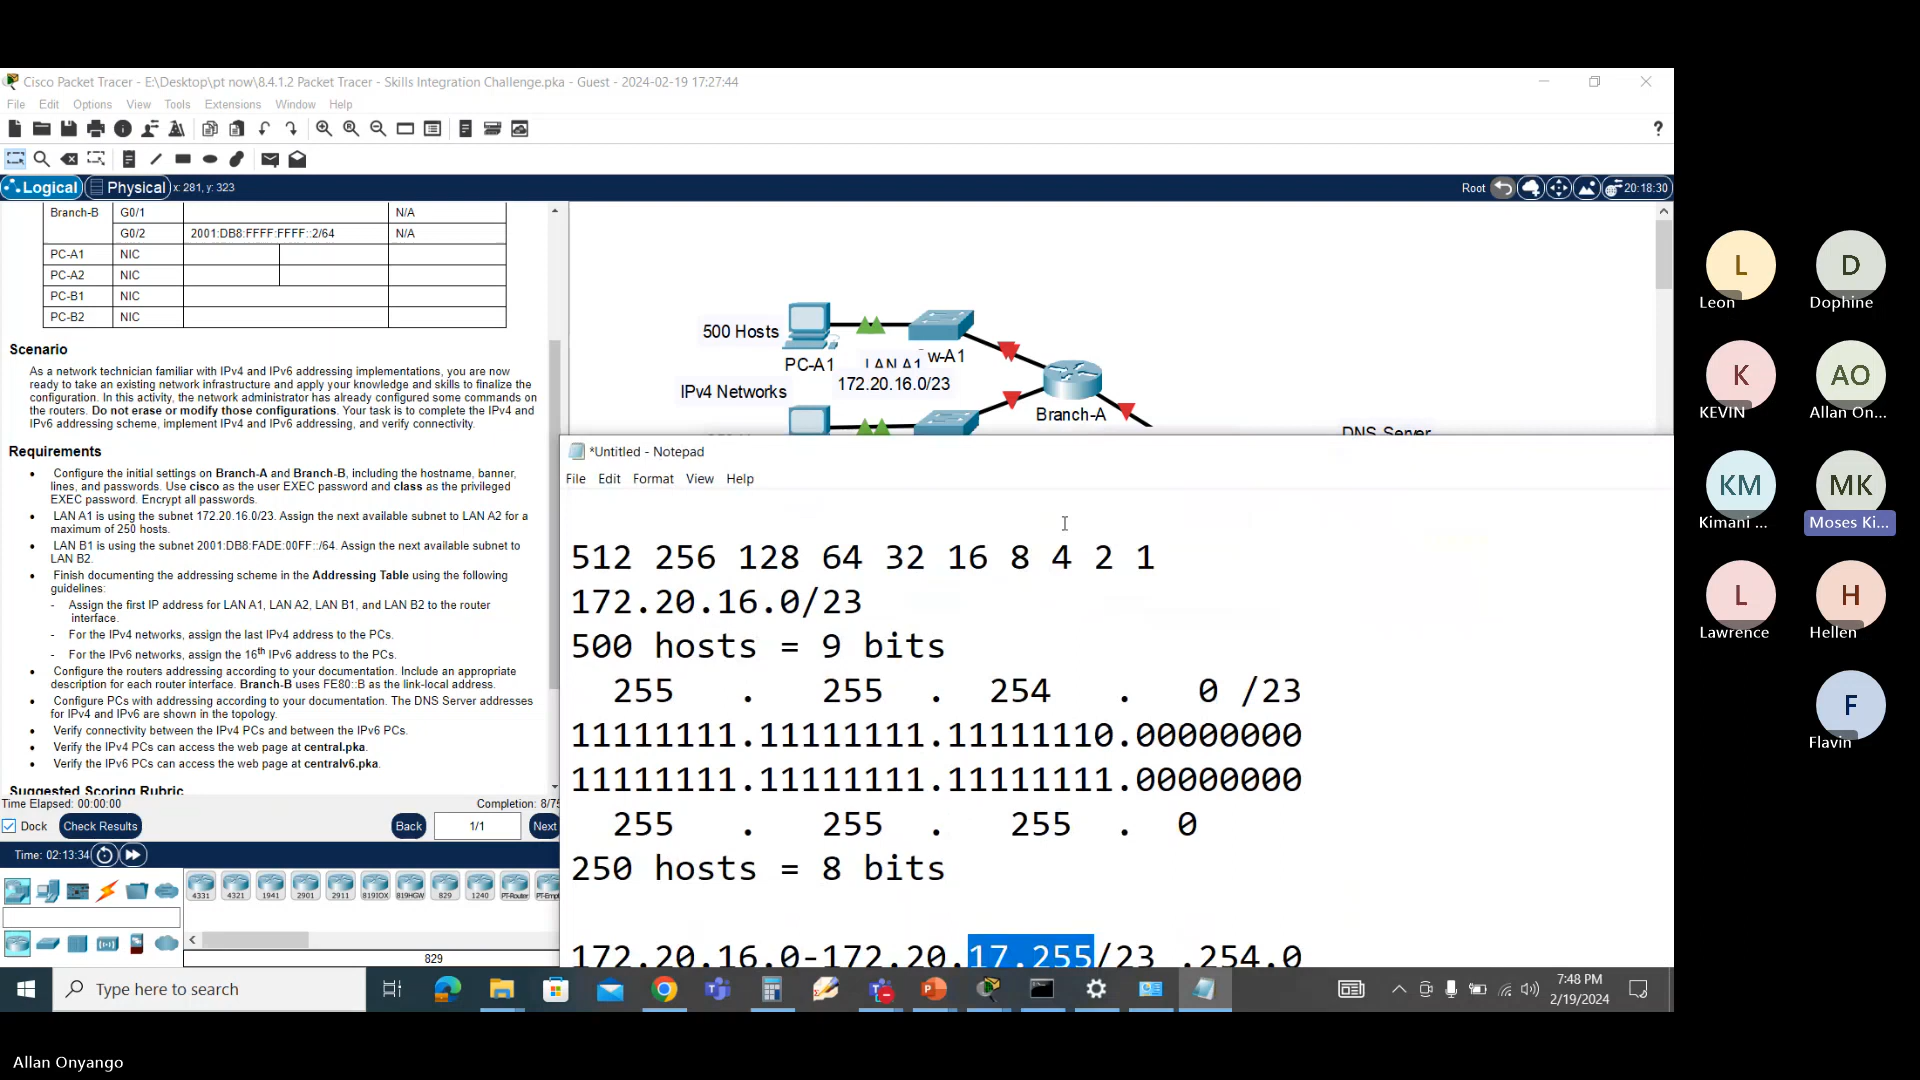 Cisco Packet Tracer - E:\Desktop\pt now\8.4.1.2 Packet Tracer - Skills Integration Challenge.pka - Guest - 2024-02-19 17:27:44
File Edit Options View Tools Extensions Window Help
?
Logical Physical x: 281, y: 323
Root 20:18:30
Branch-B G0/1 N/A
G0/2 2001:DB8:FFFF:FFFF::2/64 N/A
PC-A1 NIC
PC-A2 NIC
PC-B1 NIC
PC-B2 NIC
Scenario
As a network technician familiar with IPv4 and IPv6 addressing implementations, you are now
ready to take an existing network infrastructure and apply your knowledge and skills to finalize the
configuration. In this activity, the network administrator has already configured some commands on
the routers. Do not erase or modify those configurations. Your task is to complete the IPv4 and
IPv6 addressing scheme, implement IPv4 and IPv6 addressing, and verify connectivity.
Requirements
• Configure the initial settings on Branch-A and Branch-B, including the hostname, banner,
lines, and passwords. Use cisco as the user EXEC password and class as the privileged
EXEC password. Encrypt all passwords.
• LAN A1 is using the subnet 172.20.16.0/23. Assign the next available subnet to LAN A2 for a
maximum of 250 hosts.
• LAN B1 is using the subnet 2001:DB8:FADE:00FF::/64. Assign the next available subnet to
LAN B2.
• Finish documenting the addressing scheme in the Addressing Table using the following
guidelines:
- Assign the first IP address for LAN A1, LAN A2, LAN B1, and LAN B2 to the router
interface.
- For the IPv4 networks, assign the last IPv4 address to the PCs.
- For the IPv6 networks, assign the 16th IPv6 address to the PCs.
• Configure the routers addressing according to your documentation. Include an appropriate
description for each router interface. Branch-B uses FE80::B as the link-local address.
• Configure PCs with addressing according to your documentation. The DNS Server addresses
for IPv4 and IPv6 are shown in the topology.
• Verify connectivity between the IPv4 PCs and between the IPv6 PCs.
• Verify the IPv4 PCs can access the web page at central.pka.
• Verify the IPv6 PCs can access the web page at centralv6.pka.
Suggested Scoring Rubric
Time Elapsed: 00:00:00 Completion: 8/75
Dock Check Results Back 1/1 Next
Time: 02:13:34
4331 4321 1941 2901 2911 819IOX 819HGW 829 1240 PT-Router PT-Empt
829
500 Hosts
PC-A1
LAN A1
w-A1
172.20.16.0/23
IPv4 Networks
Branch-A
DNS Server
*Untitled - Notepad
File Edit Format View Help
512 256 128 64 32 16 8 4 2 1
172.20.16.0/23
500 hosts = 9 bits
255 . 255 . 254 . 0 /23
11111111.11111111.11111110.00000000
11111111.11111111.11111111.00000000
255 . 255 . 255 . 0
250 hosts = 8 bits
172.20.16.0-172.20.17.255/23 .254.0
Type here to search
7:48 PM
2/19/2024
L D
Leon Dophine
K AO
KEVIN Allan On...
KM MK
Kimani ... Moses Ki...
L H
Lawrence Hellen
F
Flavin
Allan Onyango